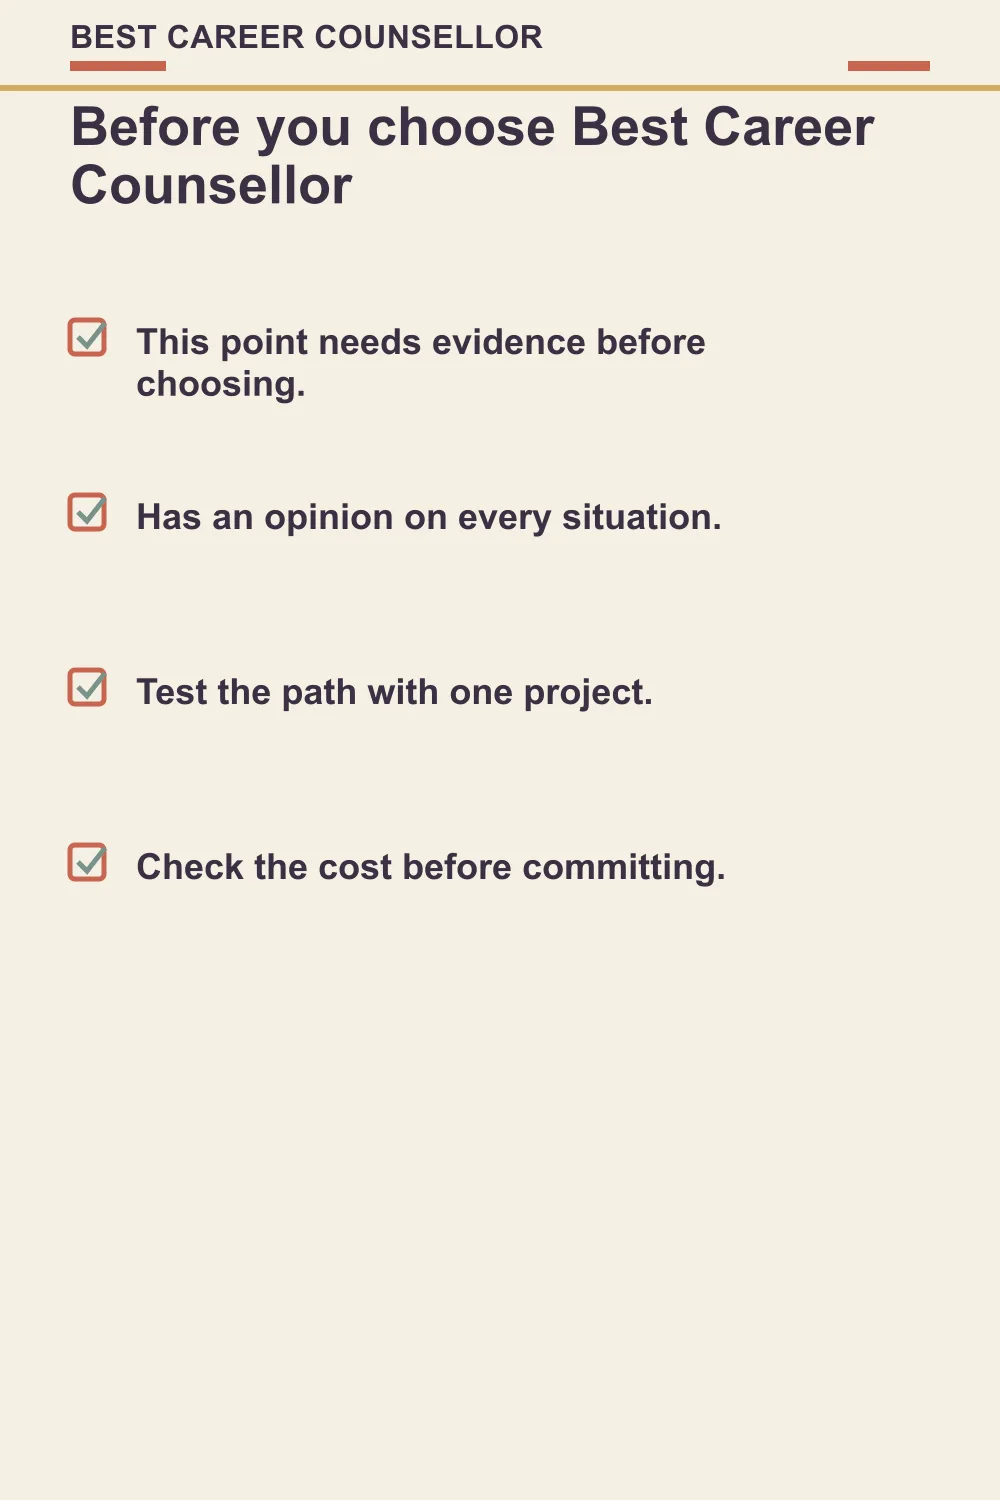 BEST CAREER COUNSELLOR
Before you choose Best Career
Counsellor
This point needs evidence before
choosing.
Has an opinion on every situation.
Test the path with one project.
Check the cost before committing.